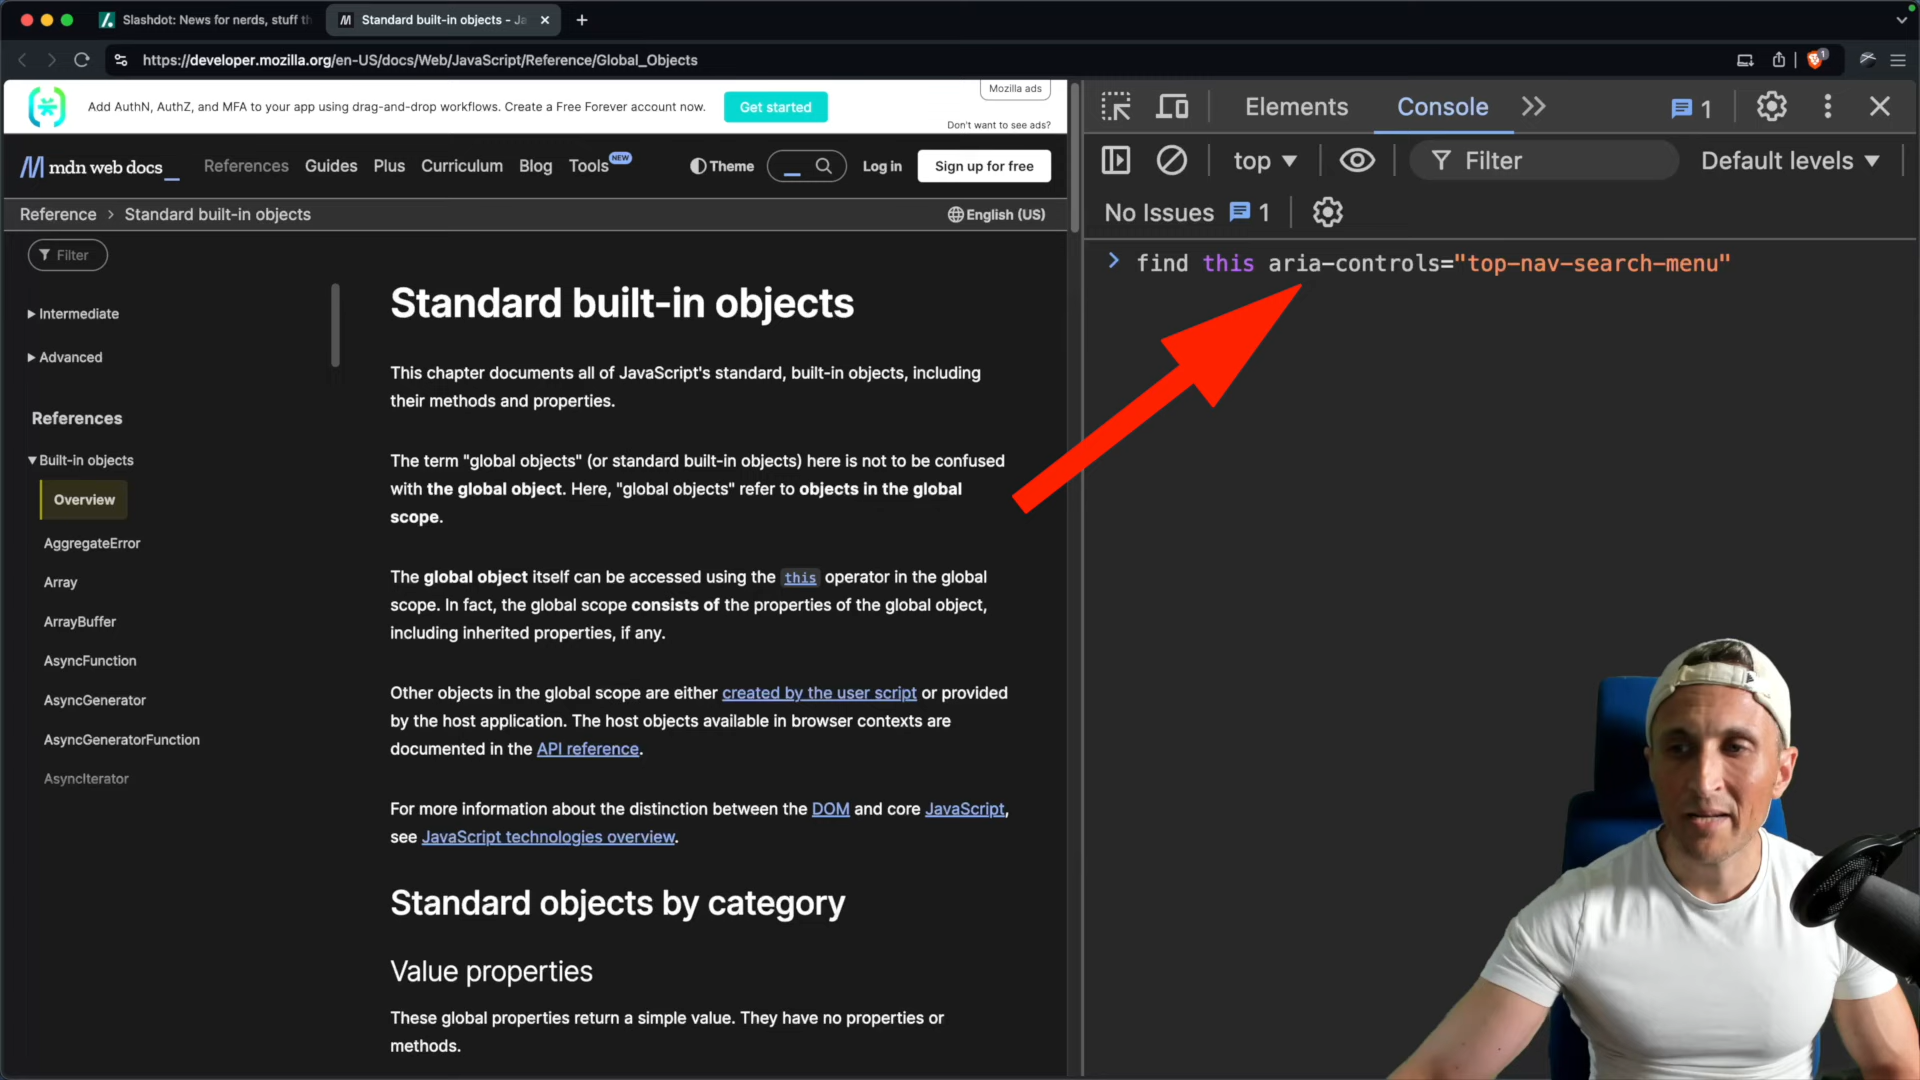 Slashdot: News for nerds, stuff th
Standard built-in objects - Ja
https://developer.mozilla.org/en-US/docs/Web/JavaScript/Reference/Global_Objects
1
Add AuthN, AuthZ, and MFA to your app using drag-and-drop workflows. Create a Free Forever account now.
Get started
Mozilla ads
Don't want to see ads?
mdn web docs
References Guides Plus Curriculum Blog Tools NEW
Theme
Log in
Sign up for free
Reference > Standard built-in objects
English (US)
Filter
Intermediate
Advanced
References
Built-in objects
Overview
AggregateError
Array
ArrayBuffer
AsyncFunction
AsyncGenerator
AsyncGeneratorFunction
AsyncIterator
Standard built-in objects
This chapter documents all of JavaScript's standard, built-in objects, including
their methods and properties.
The term "global objects" (or standard built-in objects) here is not to be confused
with the global object. Here, "global objects" refer to objects in the global
scope.
The global object itself can be accessed using the this operator in the global
scope. In fact, the global scope consists of the properties of the global object,
including inherited properties, if any.
Other objects in the global scope are either created by the user script or provided
by the host application. The host objects available in browser contexts are
documented in the API reference.
For more information about the distinction between the DOM and core JavaScript,
see JavaScript technologies overview.
Standard objects by category
Value properties
These global properties return a simple value. They have no properties or
methods.
Elements Console 1
top Filter Default levels
No Issues 1
find this aria-controls="top-nav-search-menu"